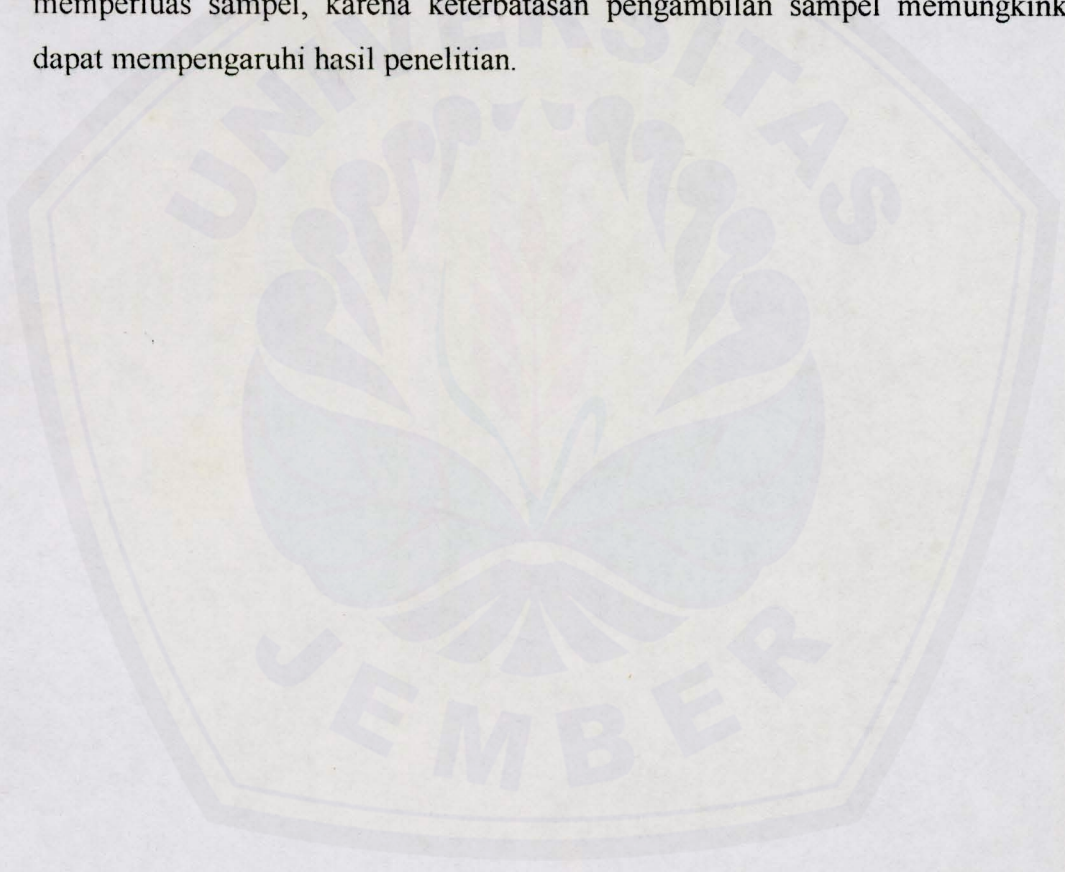 memperluas sampel, karena keterbatasan pengambilan sampel memungkink
dapat mempengaruhi hasil penelitian.
UNIVERSITAS
JEMBER